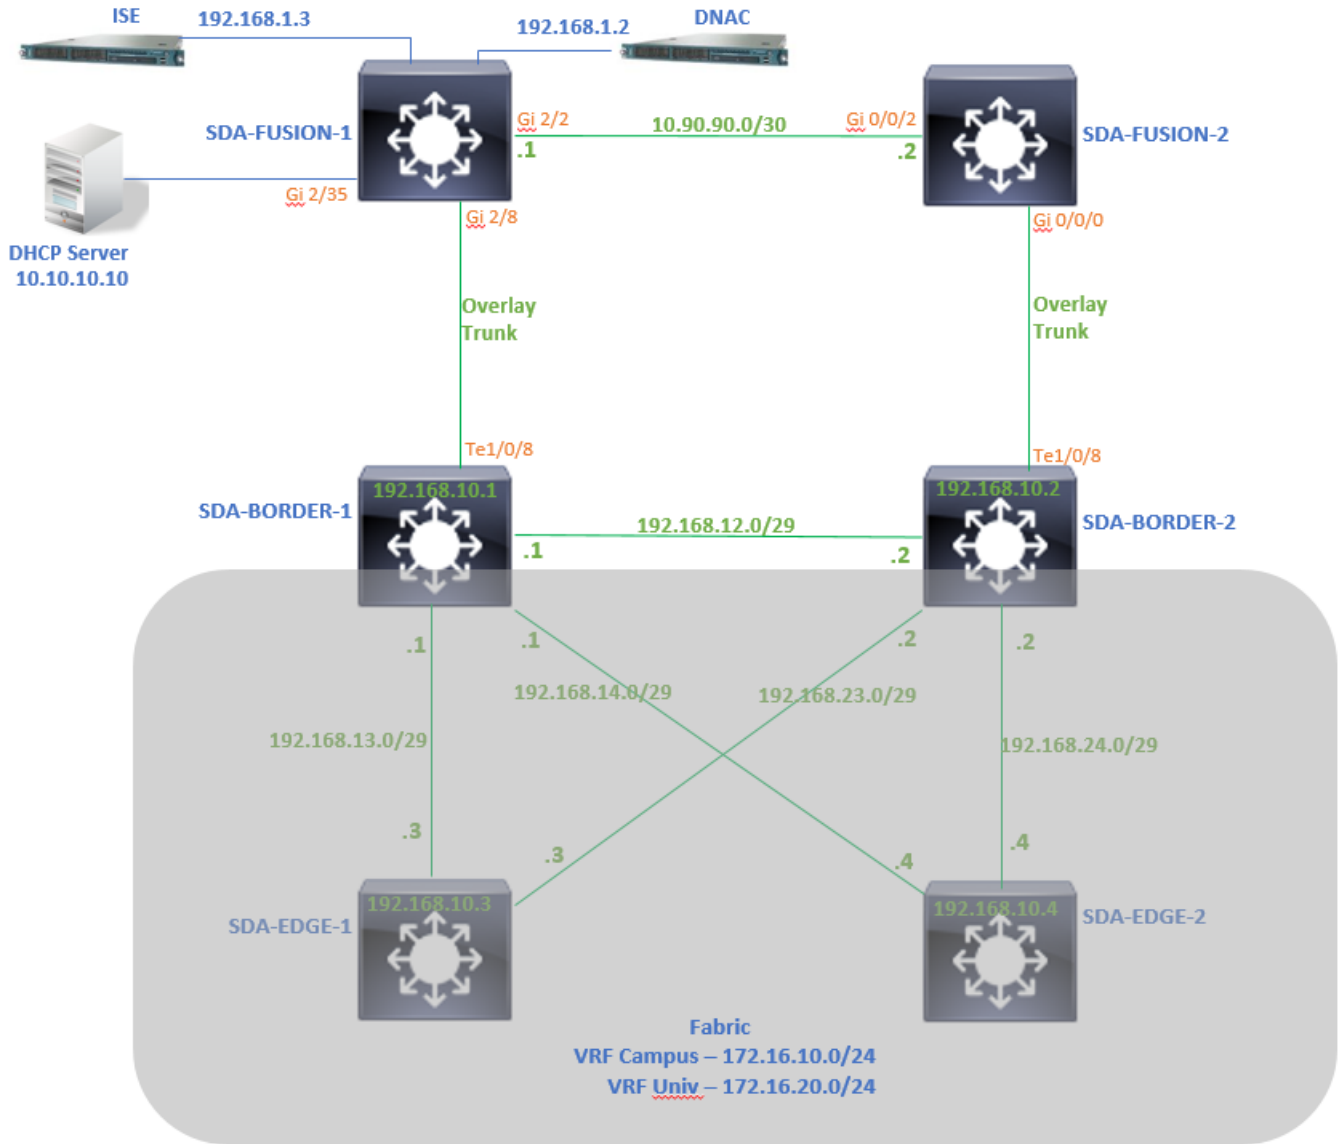 ISE
192.168.1.3
192.168.1.2
DNAC
SDA-FUSION-1
Gi 2/2
10.90.90.0/30
Gi 0/0/2
SDA-FUSION-2
.1
.2
Gi 2/35
Gi 2/8
Gi 0/0/0
DHCP Server
10.10.10.10
Overlay
Trunk
Overlay
Trunk
Te1/0/8
Te1/0/8
192.168.10.1
192.168.10.2
SDA-BORDER-1
192.168.12.0/29
SDA-BORDER-2
.1
.2
.1
.1
.2
.2
192.168.14.0/29
192.168.23.0/29
192.168.13.0/29
192.168.24.0/29
.3
.3
.4
.4
192.168.10.3
192.168.10.4
SDA-EDGE-1
SDA-EDGE-2
Fabric
VRF Campus – 172.16.10.0/24
VRF Univ – 172.16.20.0/24